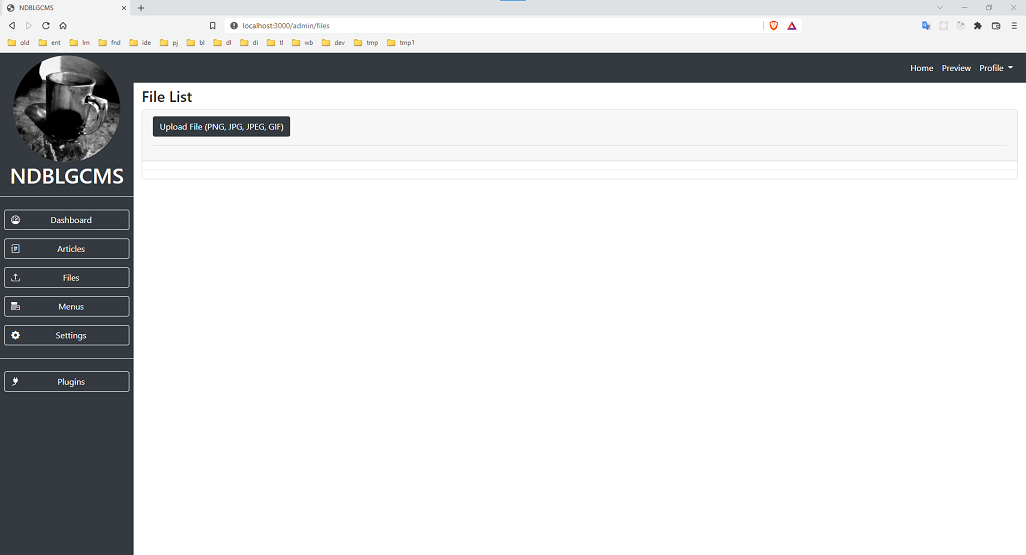 NDBLGCMS
localhost:3000/admin/files
old ent lrn fnd ide pj bl dl di tl wb dev tmp tmp1
Home Preview Profile
NDBLGCMS
File List
Upload File (PNG, JPG, JPEG, GIF)
Dashboard
Articles
Files
Menus
Settings
Plugins